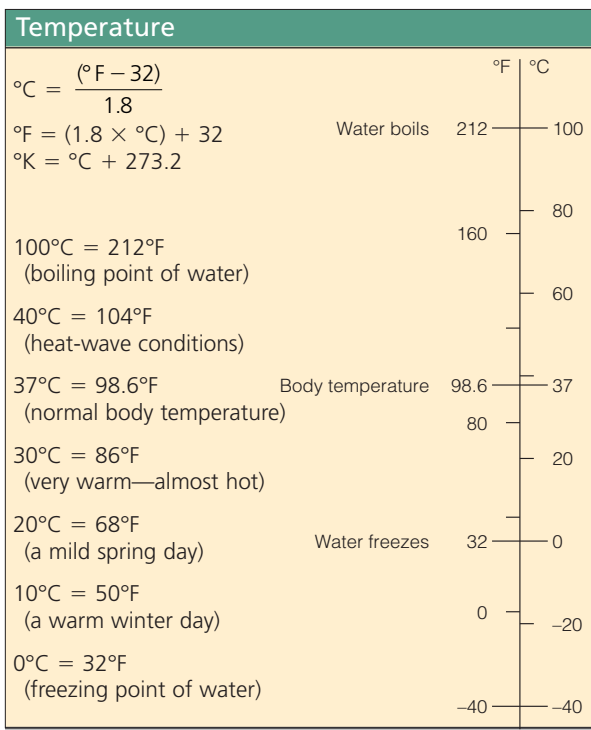 Temperature
°C = (°F – 32)
1.8
°F = (1.8 × °C) + 32
°K = °C + 273.2
100°C = 212°F
(boiling point of water)
40°C = 104°F
(heat-wave conditions)
37°C = 98.6°F
(normal body temperature)
30°C = 86°F
(very warm—almost hot)
20°C = 68°F
(a mild spring day)
10°C = 50°F
(a warm winter day)
0°C = 32°F
(freezing point of water)
°F °C
Water boils 212 100
80
160
60
Body temperature 98.6 37
80
20
Water freezes 32 0
0
–20
–40 –40